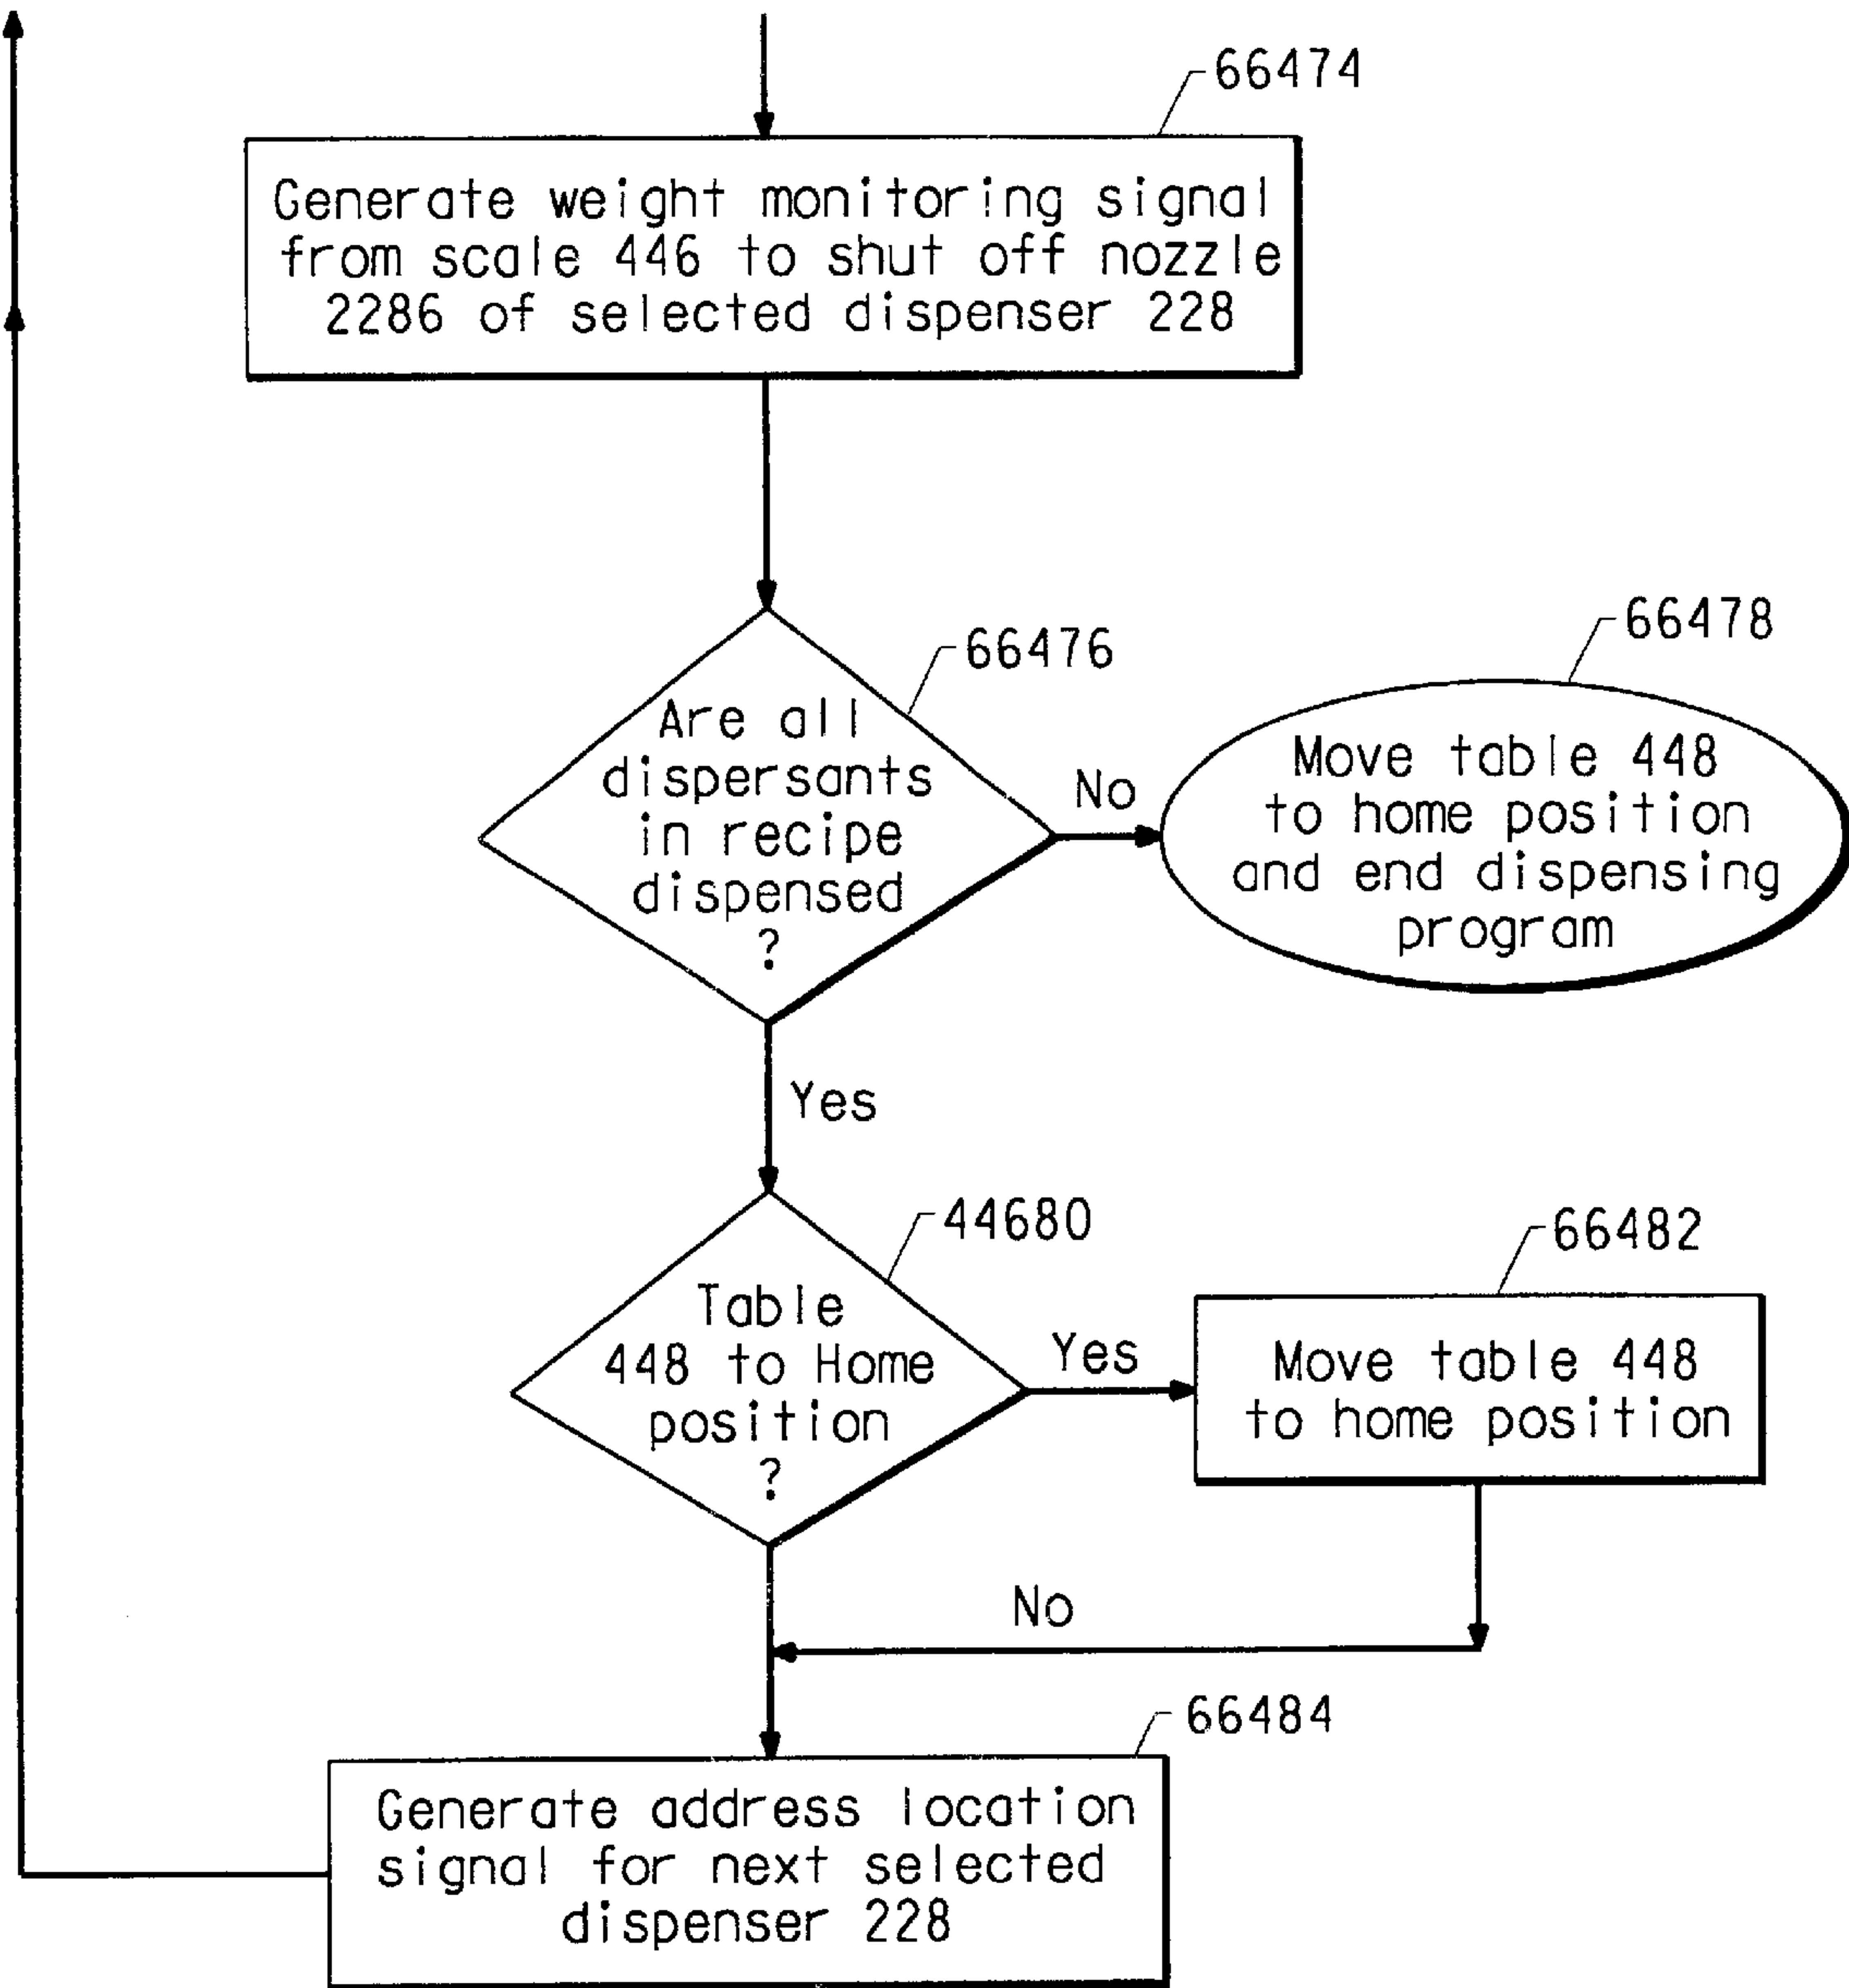 66474
Generate weight monitoring signal
from scale 446 to shut off nozzle
2286 of selected dispenser 228
66476
Are all
dispersants
in recipe
dispensed
?
No
66478
Move table 448
to home position
and end dispensing
program
Yes
44680
Table
448 to Home
position
?
Yes
66482
Move table 448
to home position
No
66484
Generate address location
signal for next selected
dispenser 228